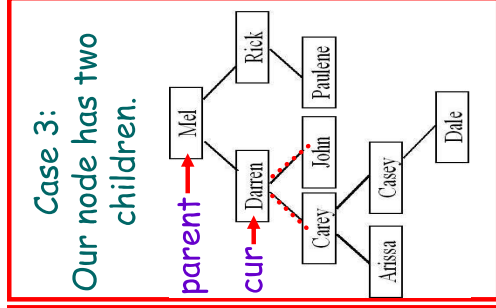 Case 3:
Our node has two
children.
parent
Mel
Rick
cur
Darren
John
Paulene
Carey
Arissa
Casey
Dale